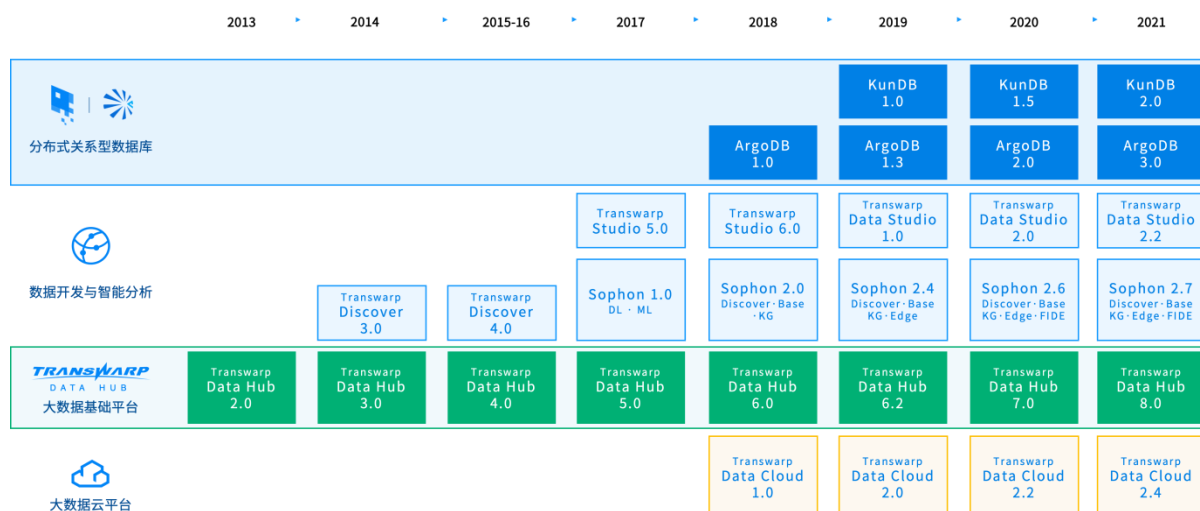 2013
2014
2015-16
2017
2018
2019
2020
2021
KunDB
1.0
KunDB
1.5
KunDB
2.0
分布式关系型数据库
ArgoDB
1.0
ArgoDB
1.3
ArgoDB
2.0
ArgoDB
3.0
Transwarp
Studio 5.0
Transwarp
Studio 6.0
Transwarp
Data Studio
1.0
Transwarp
Data Studio
2.0
Transwarp
Data Studio
2.2
数据开发与智能分析
Transwarp
Discover
3.0
Transwarp
Discover
4.0
Sophon 1.0
DL · ML
Sophon 2.0
Discover·Base
·KG
Sophon 2.4
Discover·Base
KG·Edge
Sophon 2.6
Discover·Base
KG·Edge·FIDE
Sophon 2.7
Discover·Base
KG·Edge·FIDE
TRANSWARP
DATA HUB
大数据基础平台
Transwarp
Data Hub
2.0
Transwarp
Data Hub
3.0
Transwarp
Data Hub
4.0
Transwarp
Data Hub
5.0
Transwarp
Data Hub
6.0
Transwarp
Data Hub
6.2
Transwarp
Data Hub
7.0
Transwarp
Data Hub
8.0
大数据云平台
Transwarp
Data Cloud
1.0
Transwarp
Data Cloud
2.0
Transwarp
Data Cloud
2.2
Transwarp
Data Cloud
2.4